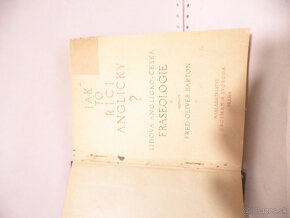 JAK
TO
ŘÍCI
ANGLICKY
?
LIDOVÁ ANGLICKO-ČESKÁ
FRASEOLOGIE
FRED-OLIVER BARTON
NAKLADATELSTVÍ
PRAHA